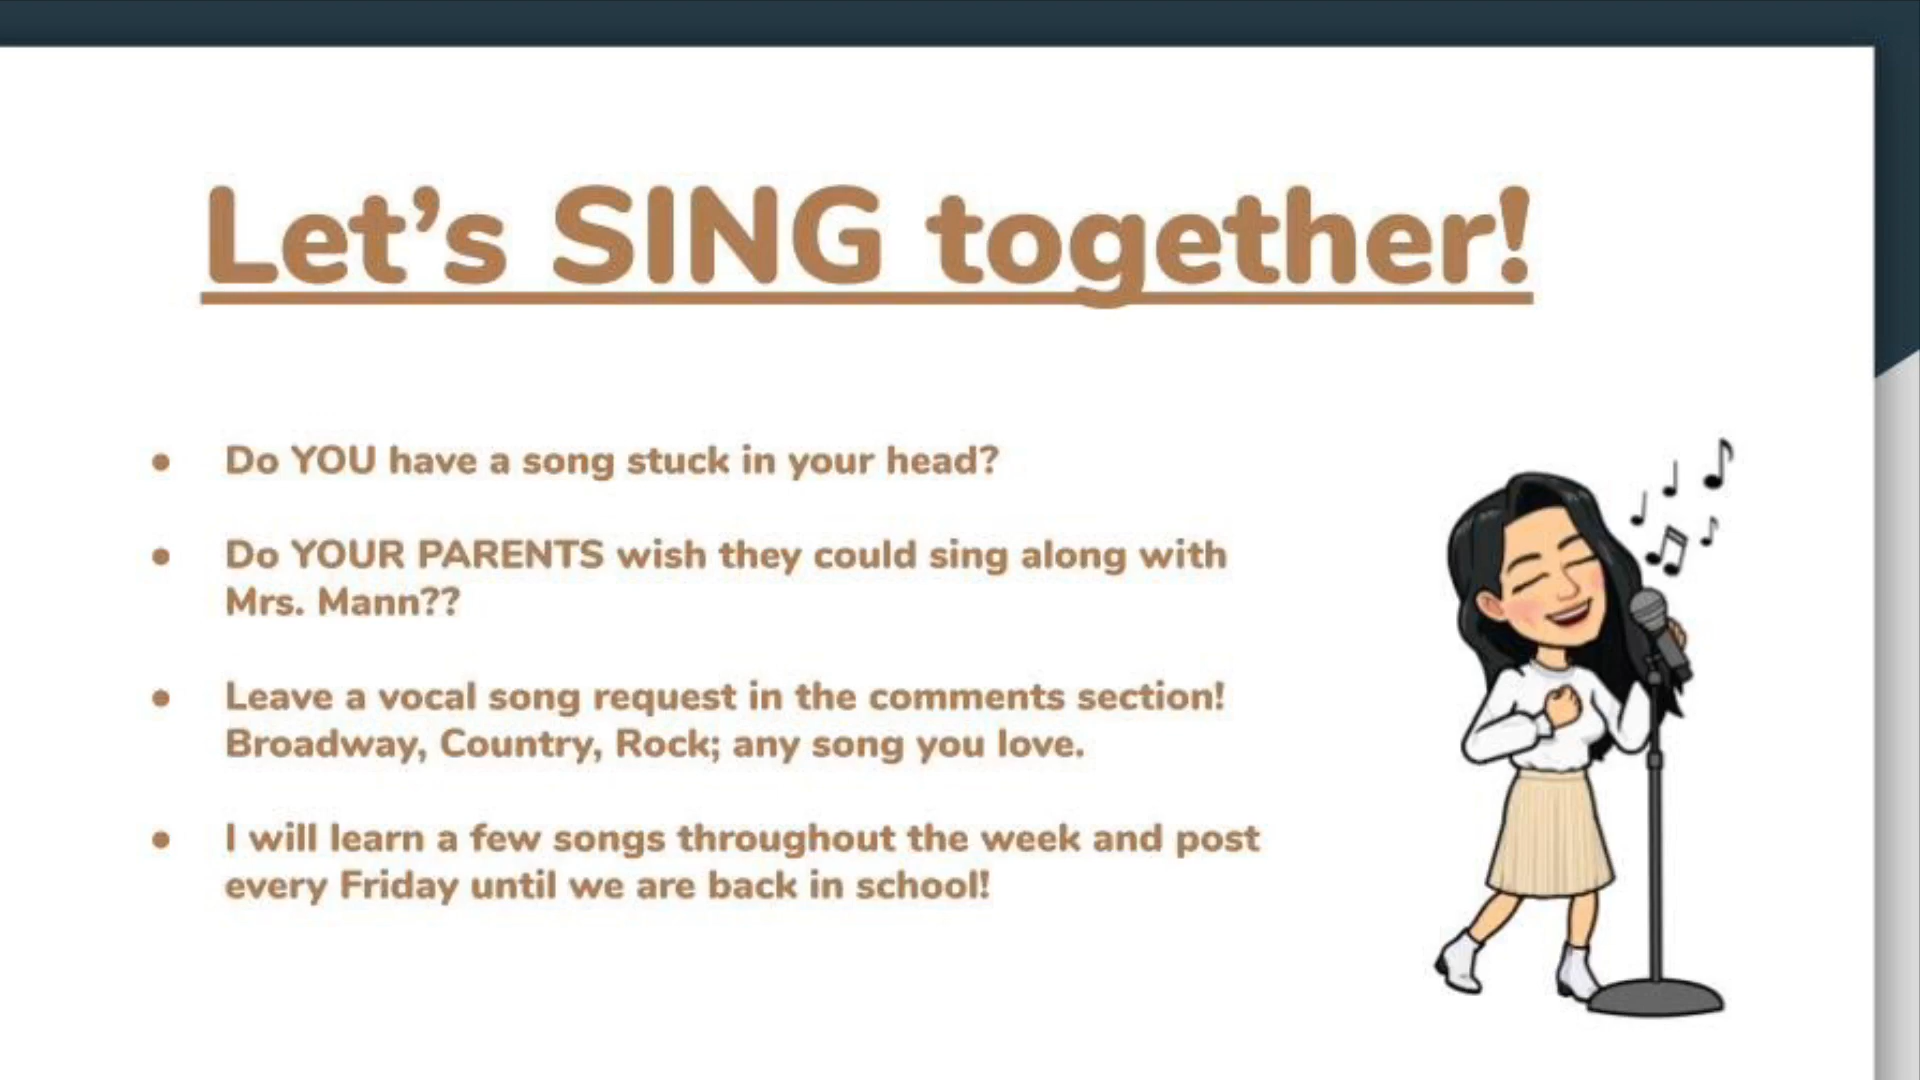 Let’s SING together!
● Do YOU have a song stuck in your head?
● Do YOUR PARENTS wish they could sing along with
Mrs. Mann??
● Leave a vocal song request in the comments section!
Broadway, Country, Rock; any song you love.
● I will learn a few songs throughout the week and post
every Friday until we are back in school!